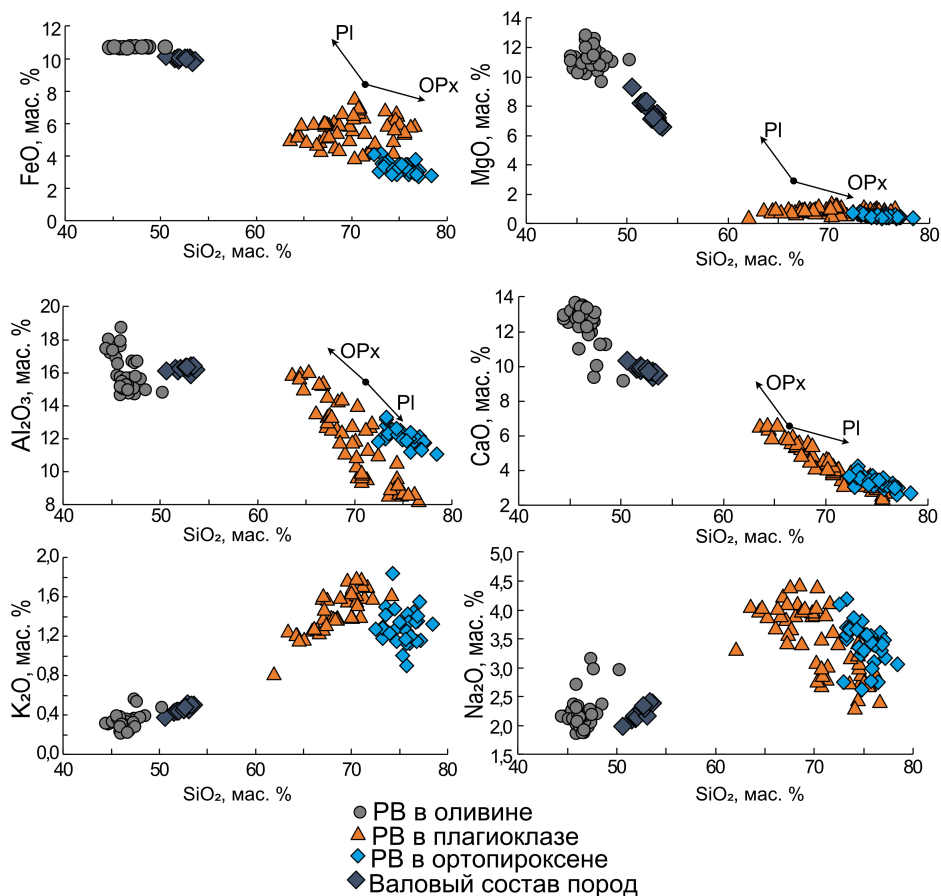 12
10
8
6
4
2
0
FeO, мас. %
Pl
OPx
40 50 60 70 80
SiO₂, мас. %
14
12
10
8
6
4
2
0
MgO, мас. %
Pl
OPx
40 50 60 70 80
SiO₂, мас. %
20
18
16
14
12
10
8
Al₂O₃, мас. %
OPx
Pl
40 50 60 70 80
SiO₂, мас. %
14
12
10
8
6
4
2
CaO, мас. %
OPx
Pl
40 50 60 70 80
SiO₂, мас. %
2,0
1,6
1,2
0,8
0,4
0,0
K₂O, мас. %
40 50 60 70 80
SiO₂, мас. %
5,0
4,5
4,0
3,5
3,0
2,5
2,0
1,5
Na₂O, мас. %
40 50 60 70 80
SiO₂, мас. %
РВ в оливине
РВ в плагиоклазе
РВ в ортопироксене
Валовый состав пород